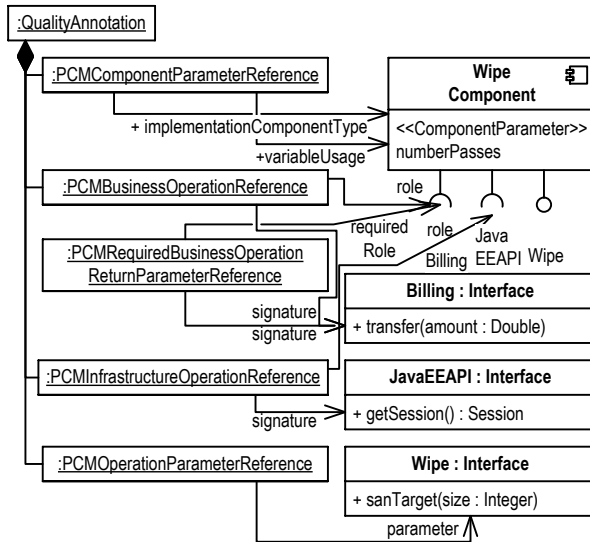 :QualityAnnotation
:PCMComponentParameterReference
Wipe
Component
+ implementationComponentType
<<ComponentParameter>>
+variableUsage
numberPasses
:PCMBusinessOperationReference
role
required
Role
role
Billing
Java
EEAPI
Wipe
:PCMRequiredBusinessOperation
ReturnParameterReference
Billing : Interface
signature
signature
+ transfer(amount : Double)
:PCMInfrastructureOperationReference
JavaEEAPI : Interface
signature
+ getSession() : Session
:PCMOperationParameterReference
Wipe : Interface
+ sanTarget(size : Integer)
parameter